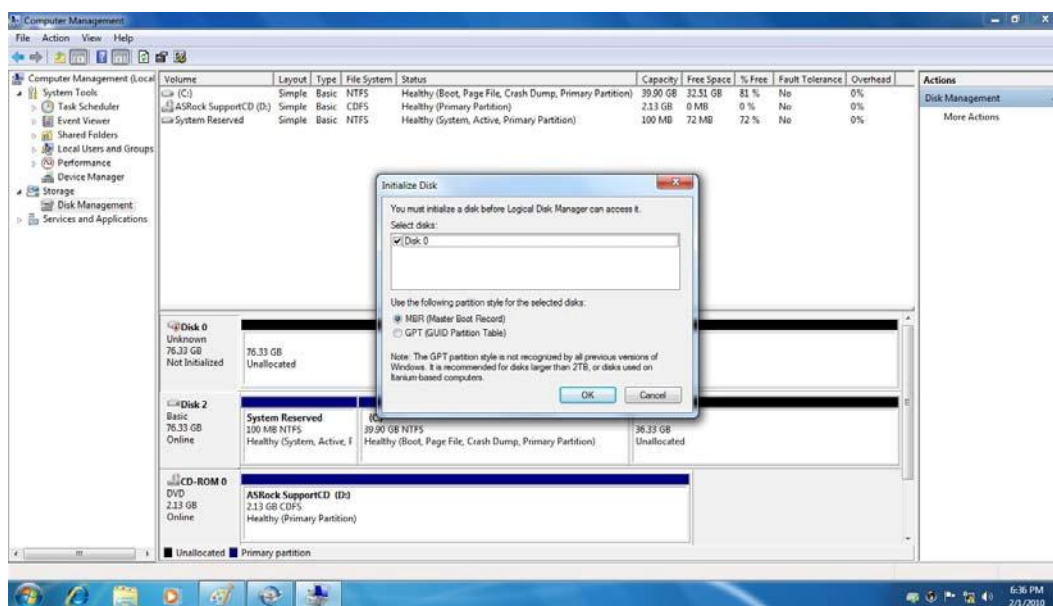 Computer Management
File Action View Help
Computer Management (Local
System Tools
Task Scheduler
Event Viewer
Shared Folders
Local Users and Groups
Performance
Device Manager
Storage
Disk Management
Services and Applications
Volume Layout Type File System Status Capacity Free Space % Free Fault Tolerance Overhead
(C:) Simple Basic NTFS Healthy (Boot, Page File, Crash Dump, Primary Partition) 39.90 GB 32.51 GB 81 % No 0%
ASRock SupportCD (D:) Simple Basic CDFS Healthy (Primary Partition) 2.13 GB 0 MB 0 % No 0%
System Reserved Simple Basic NTFS Healthy (System, Active, Primary Partition) 100 MB 72 MB 72 % No 0%
Actions
Disk Management
More Actions
Initialize Disk
You must initialize a disk before Logical Disk Manager can access it.
Select disks:
Disk 0
Use the following partition style for the selected disks:
MBR (Master Boot Record)
GPT (GUID Partition Table)
Note: The GPT partition style is not recognized by all previous versions of
Windows. It is recommended for disks larger than 2TB, or disks used on
Itanium-based computers.
OK Cancel
Disk 0
Unknown
76.33 GB
Not Initialized
76.33 GB
Unallocated
Disk 2
Basic
76.33 GB
Online
System Reserved
100 MB NTFS
Healthy (System, Active, F
(C:)
39.90 GB NTFS
Healthy (Boot, Page File, Crash Dump, Primary Partition)
36.33 GB
Unallocated
CD-ROM 0
DVD
2.13 GB
Online
ASRock SupportCD (D:)
2.13 GB CDFS
Healthy (Primary Partition)
Unallocated Primary partition
6:36 PM
2/1/2010